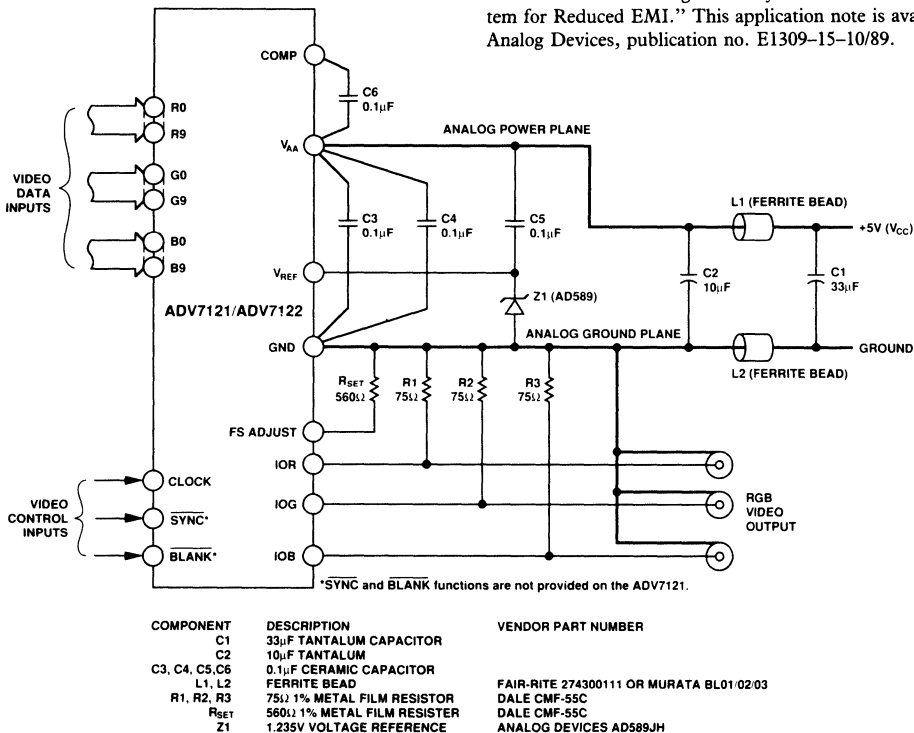 tem for Reduced EMI.” This application note is ava
Analog Devices, publication no. E1309–15–10/89.
COMP
C6
0.1µF
R0
R9
VIDEO
DATA
INPUTS
G0
G9
B0
B9
V_AA
ANALOG POWER PLANE
C3
0.1µF
C4
0.1µF
C5
0.1µF
L1 (FERRITE BEAD)
+5V (V_CC)
C2
10µF
C1
33µF
V_REF
Z1 (AD589)
ADV7121/ADV7122
GND
ANALOG GROUND PLANE
GROUND
L2 (FERRITE BEAD)
R_SET
560Ω
R1
75Ω
R2
75Ω
R3
75Ω
FS ADJUST
IOR
IOG
IOB
RGB
VIDEO
OUTPUT
VIDEO
CONTROL
INPUTS
CLOCK
SYNC*
BLANK*
*SYNC and BLANK functions are not provided on the ADV7121.
COMPONENT DESCRIPTION VENDOR PART NUMBER
C1 33µF TANTALUM CAPACITOR
C2 10µF TANTALUM
C3, C4, C5,C6 0.1µF CERAMIC CAPACITOR
L1, L2 FERRITE BEAD FAIR-RITE 274300111 OR MURATA BL01/02/03
R1, R2, R3 75Ω 1% METAL FILM RESISTOR DALE CMF-55C
R_SET 560Ω 1% METAL FILM RESISTER DALE CMF-55C
Z1 1.235V VOLTAGE REFERENCE ANALOG DEVICES AD589JH